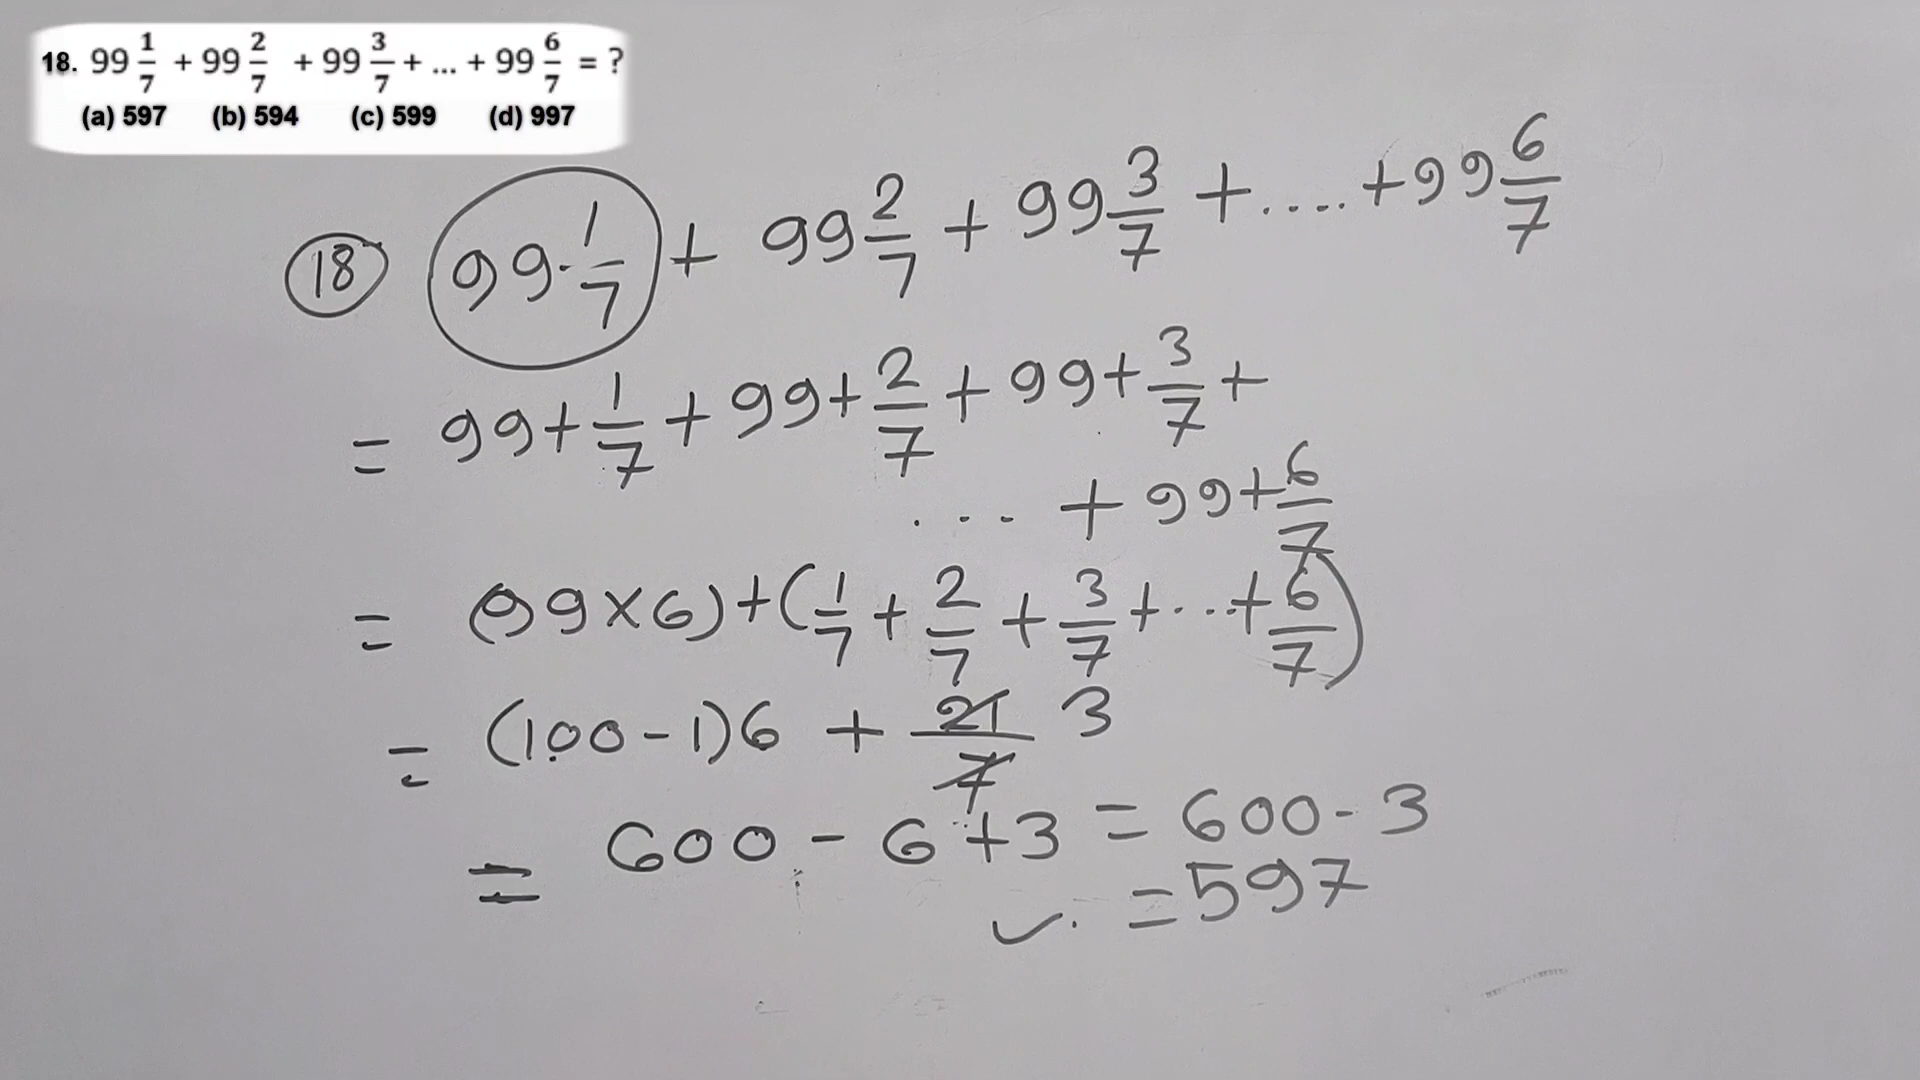 18. 99 1/7 + 99 2/7 + 99 3/7 + ... + 99 6/7 = ?
(a) 597 (b) 594 (c) 599 (d) 997
18 99 1/7 + 99 2/7 + 99 3/7 + .... + 99 6/7
= 99 + 1/7 + 99 + 2/7 + 99 + 3/7 +
... + 99 + 6/7
= (99 × 6) + (1/7 + 2/7 + 3/7 + ... + 6/7)
= (100 - 1)6 + 21/7 3
= 600 - 6 + 3 = 600 - 3
= 597